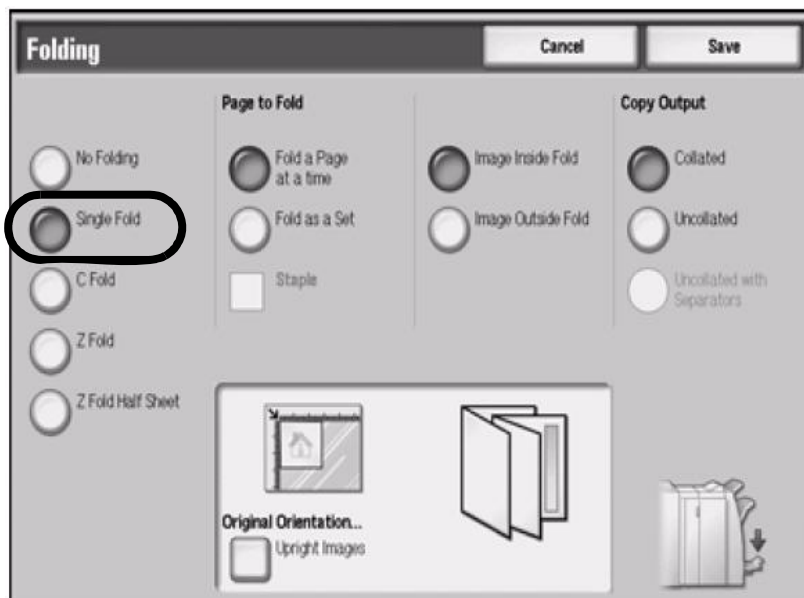 Folding
Cancel
Save
No Folding
Single Fold
C Fold
Z Fold
Z Fold Half Sheet
Page to Fold
Fold a Page
at a time
Fold as a Set
Staple
Image Inside Fold
Image Outside Fold
Copy Output
Collated
Uncollated
Uncollated with
Separators
Original Orientation...
Upright Images